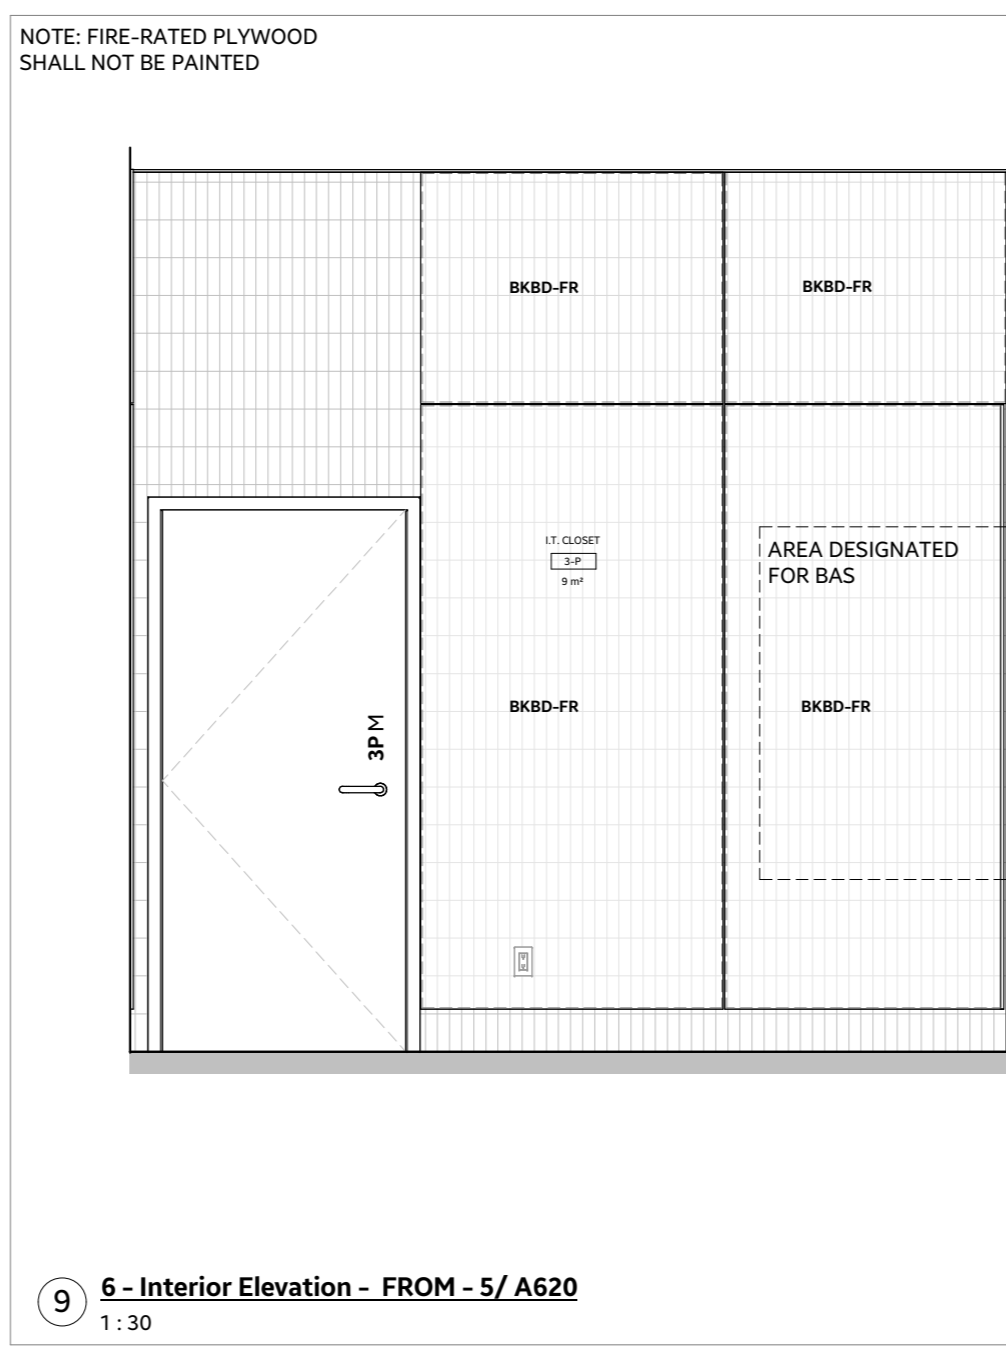 NOTE: FIRE-RATED PLYWOOD
SHALL NOT BE PAINTED
BKBD-FR
BKBD-FR
I.T. CLOSET
3-P
9 m²
AREA DESIGNATED
FOR BAS
BKBD-FR
BKBD-FR
3P M
9
6 - Interior Elevation - FROM - 5/ A620
1 : 30